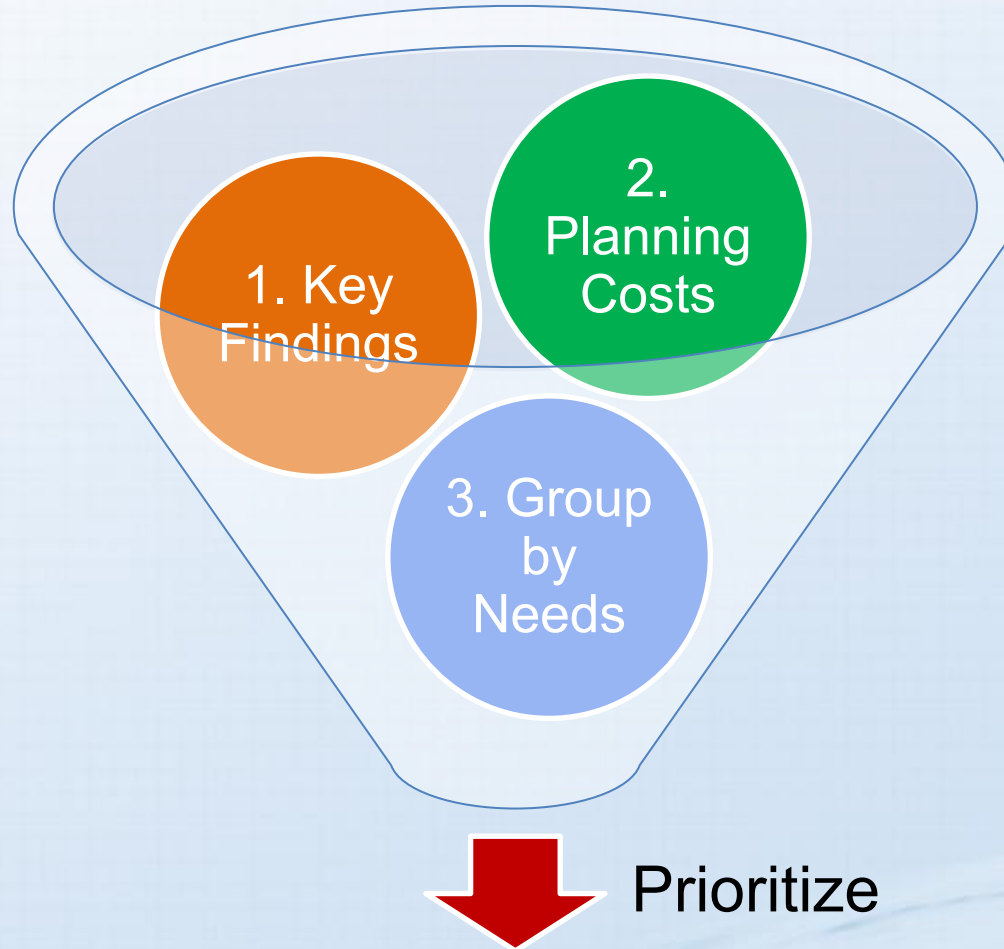 1. Key
Findings
2.
Planning
Costs
3. Group
by
Needs
Prioritize